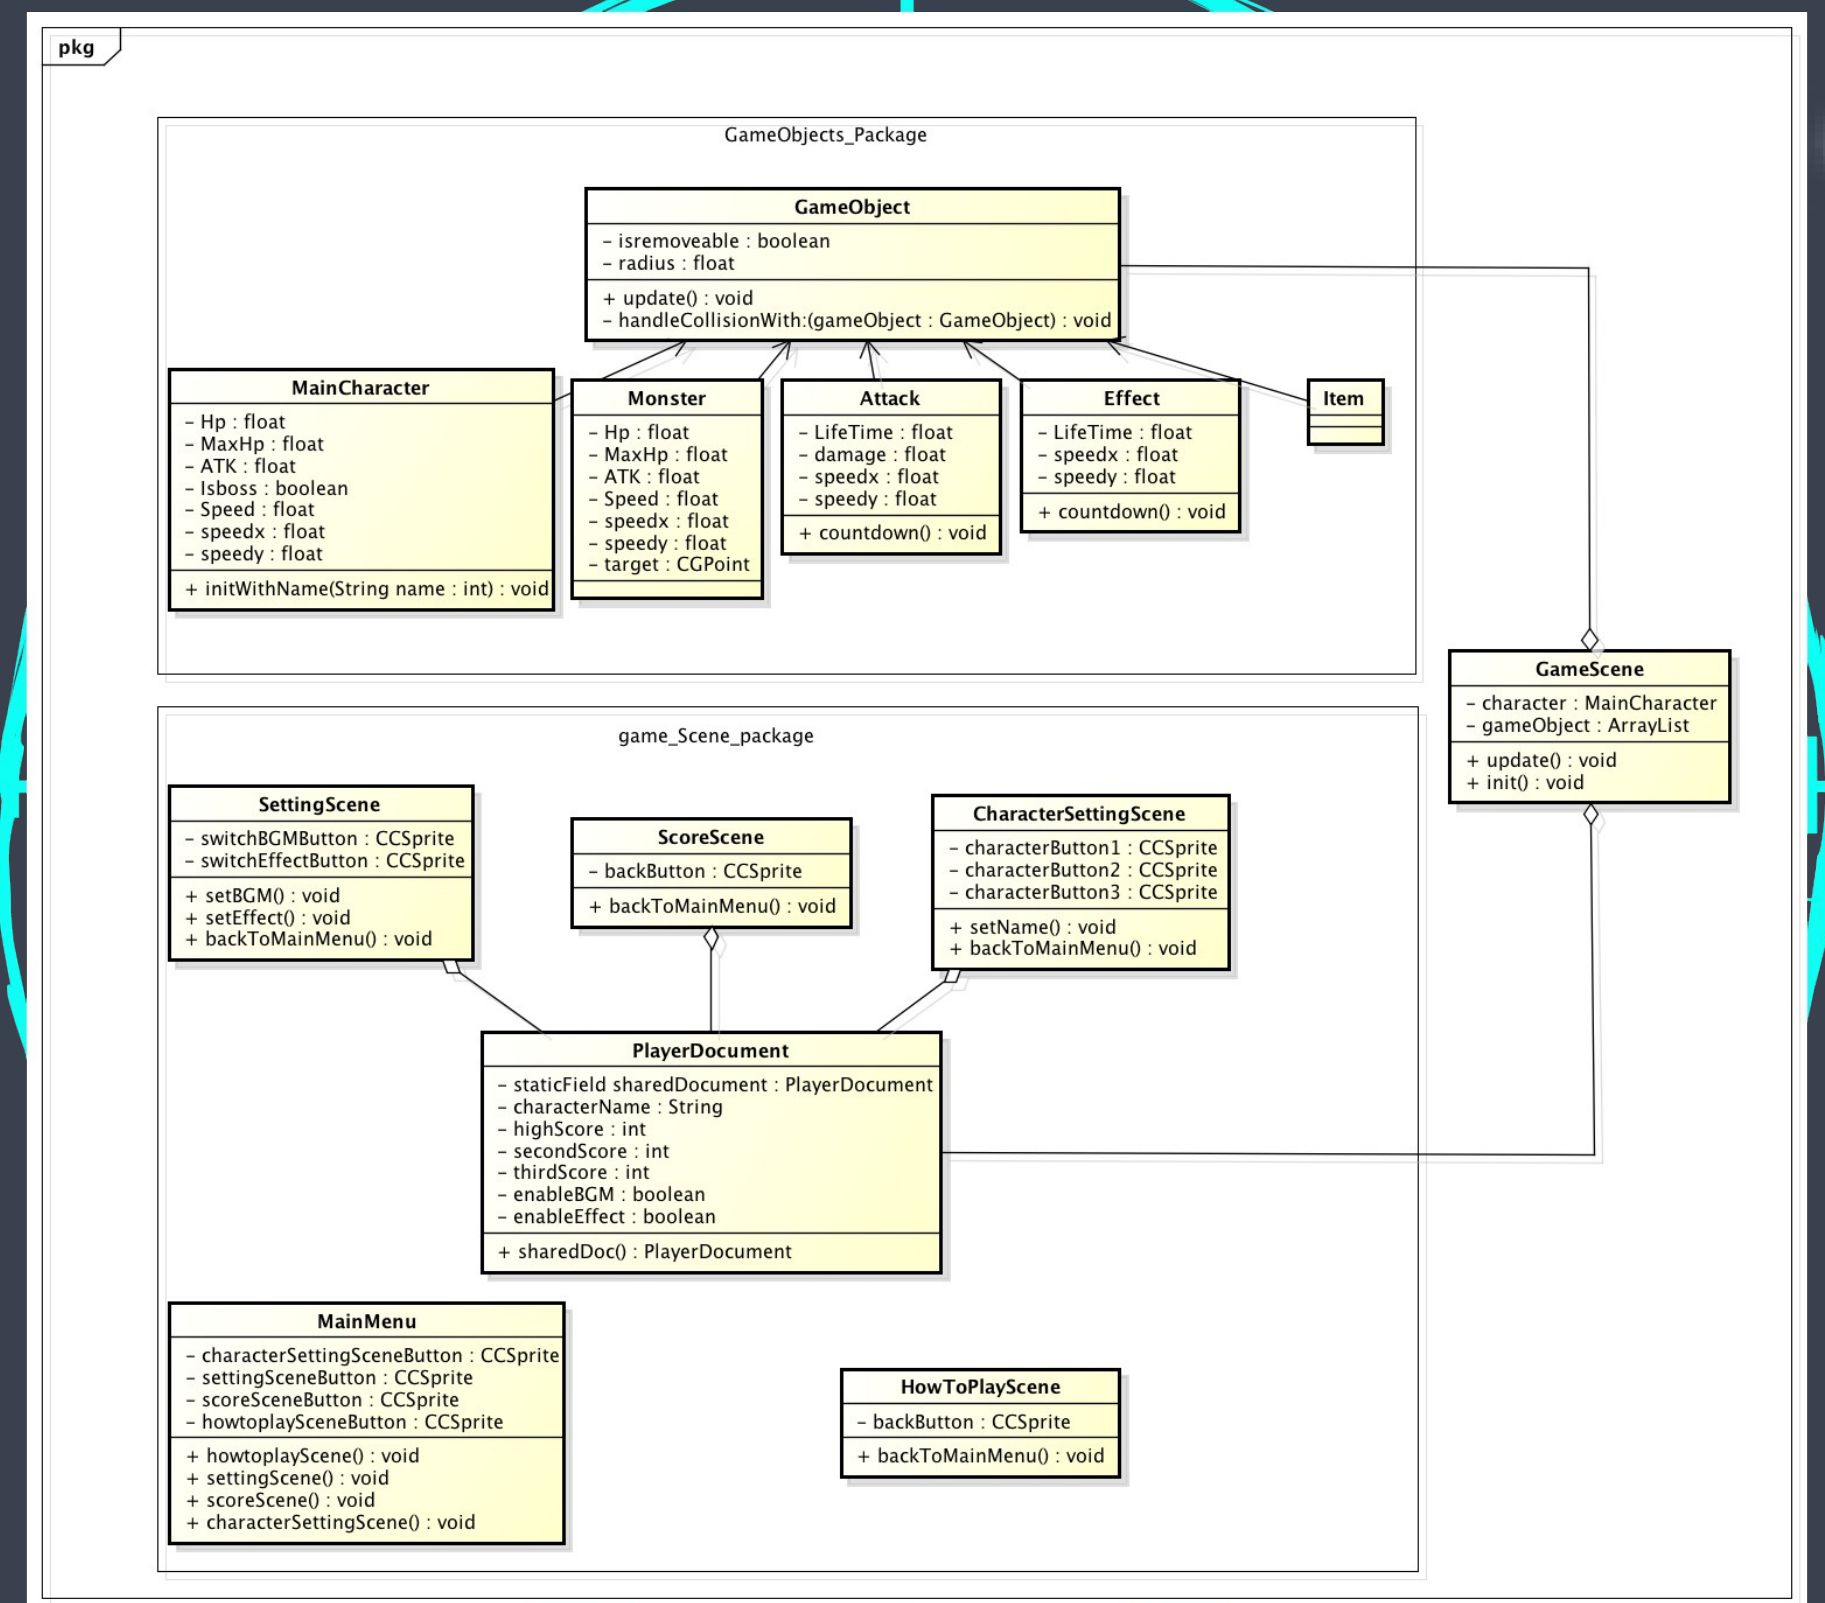 pkg
GameObjects_Package
GameObject
– isremoveable : boolean
– radius : float
+ update() : void
– handleCollisionWith:(gameObject : GameObject) : void
MainCharacter
– Hp : float
– MaxHp : float
– ATK : float
– Isboss : boolean
– Speed : float
– speedx : float
– speedy : float
+ initWithName(String name : int) : void
Monster
– Hp : float
– MaxHp : float
– ATK : float
– Speed : float
– speedx : float
– speedy : float
– target : CGPoint
Attack
– LifeTime : float
– damage : float
– speedx : float
– speedy : float
+ countdown() : void
Effect
– LifeTime : float
– speedx : float
– speedy : float
+ countdown() : void
Item
GameScene
– character : MainCharacter
– gameObject : ArrayList
+ update() : void
+ init() : void
game_Scene_package
SettingScene
– switchBGMButton : CCSprite
– switchEffectButton : CCSprite
+ setBGM() : void
+ setEffect() : void
+ backToMainMenu() : void
ScoreScene
– backButton : CCSprite
+ backToMainMenu() : void
CharacterSettingScene
– characterButton1 : CCSprite
– characterButton2 : CCSprite
– characterButton3 : CCSprite
+ setName() : void
+ backToMainMenu() : void
PlayerDocument
– staticField sharedDocument : PlayerDocument
– characterName : String
– highScore : int
– secondScore : int
– thirdScore : int
– enableBGM : boolean
– enableEffect : boolean
+ sharedDoc() : PlayerDocument
MainMenu
– characterSettingSceneButton : CCSprite
– settingSceneButton : CCSprite
– scoreSceneButton : CCSprite
– howtoplaySceneButton : CCSprite
+ howtoplayScene() : void
+ settingScene() : void
+ scoreScene() : void
+ characterSettingScene() : void
HowToPlayScene
– backButton : CCSprite
+ backToMainMenu() : void